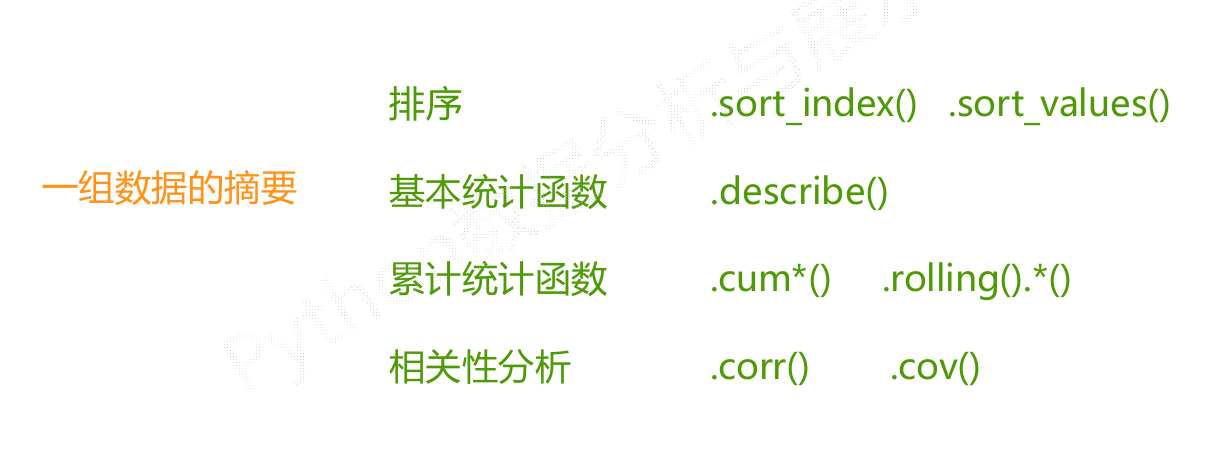 排序 .sort_index() .sort_values()
一组数据的摘要
基本统计函数 .describe()
累计统计函数 .cum*() .rolling().*()
相关性分析 .corr() .cov()
Python数据分析与展示